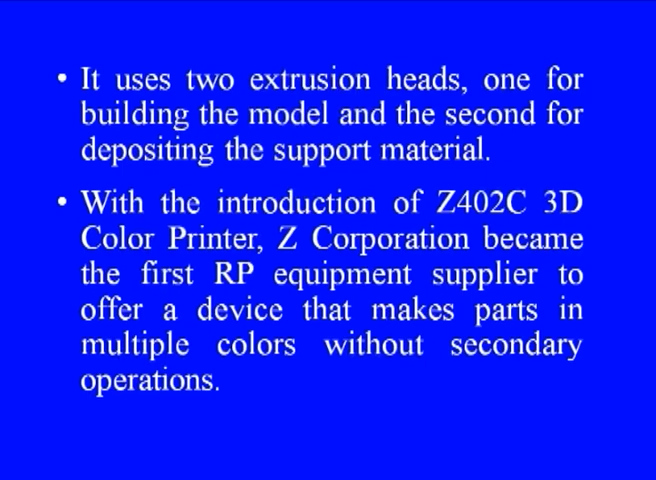 • It uses two extrusion heads, one for
building the model and the second for
depositing the support material.
• With the introduction of Z402C 3D
Color Printer, Z Corporation became
the first RP equipment supplier to
offer a device that makes parts in
multiple colors without secondary
operations.